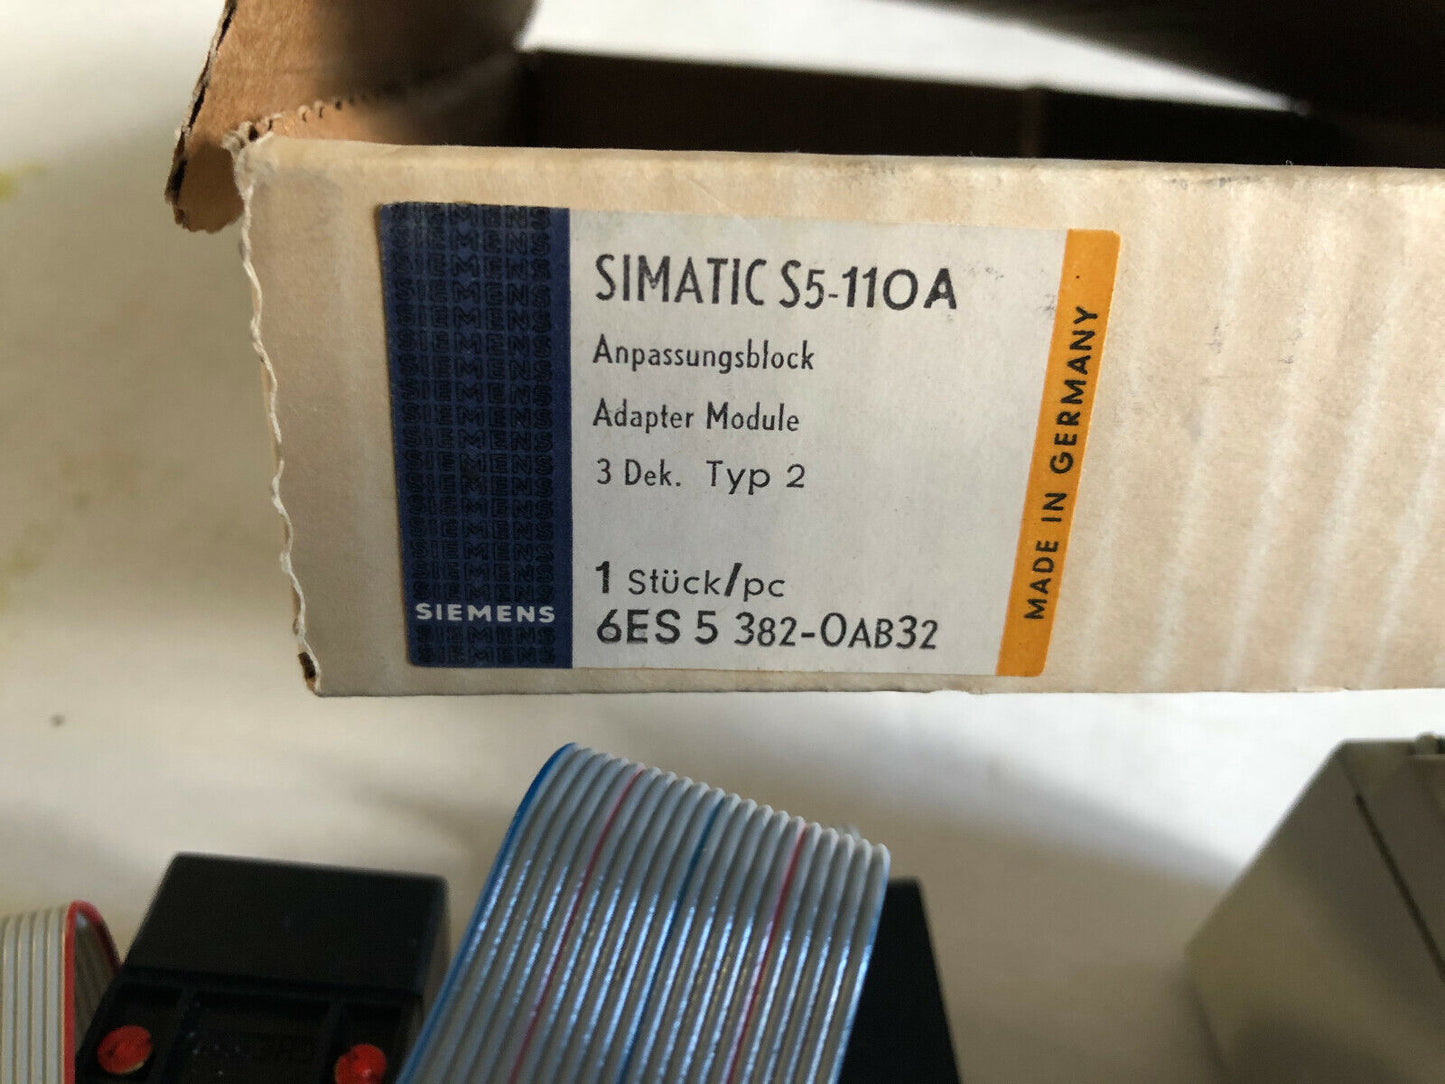 SIMATIC S5-110A
Anpassungsblock
Adapter Module
3 Dek. Typ 2
1 Stück/pc
6ES 5 382-0AB32
SIEMENS
MADE IN GERMANY